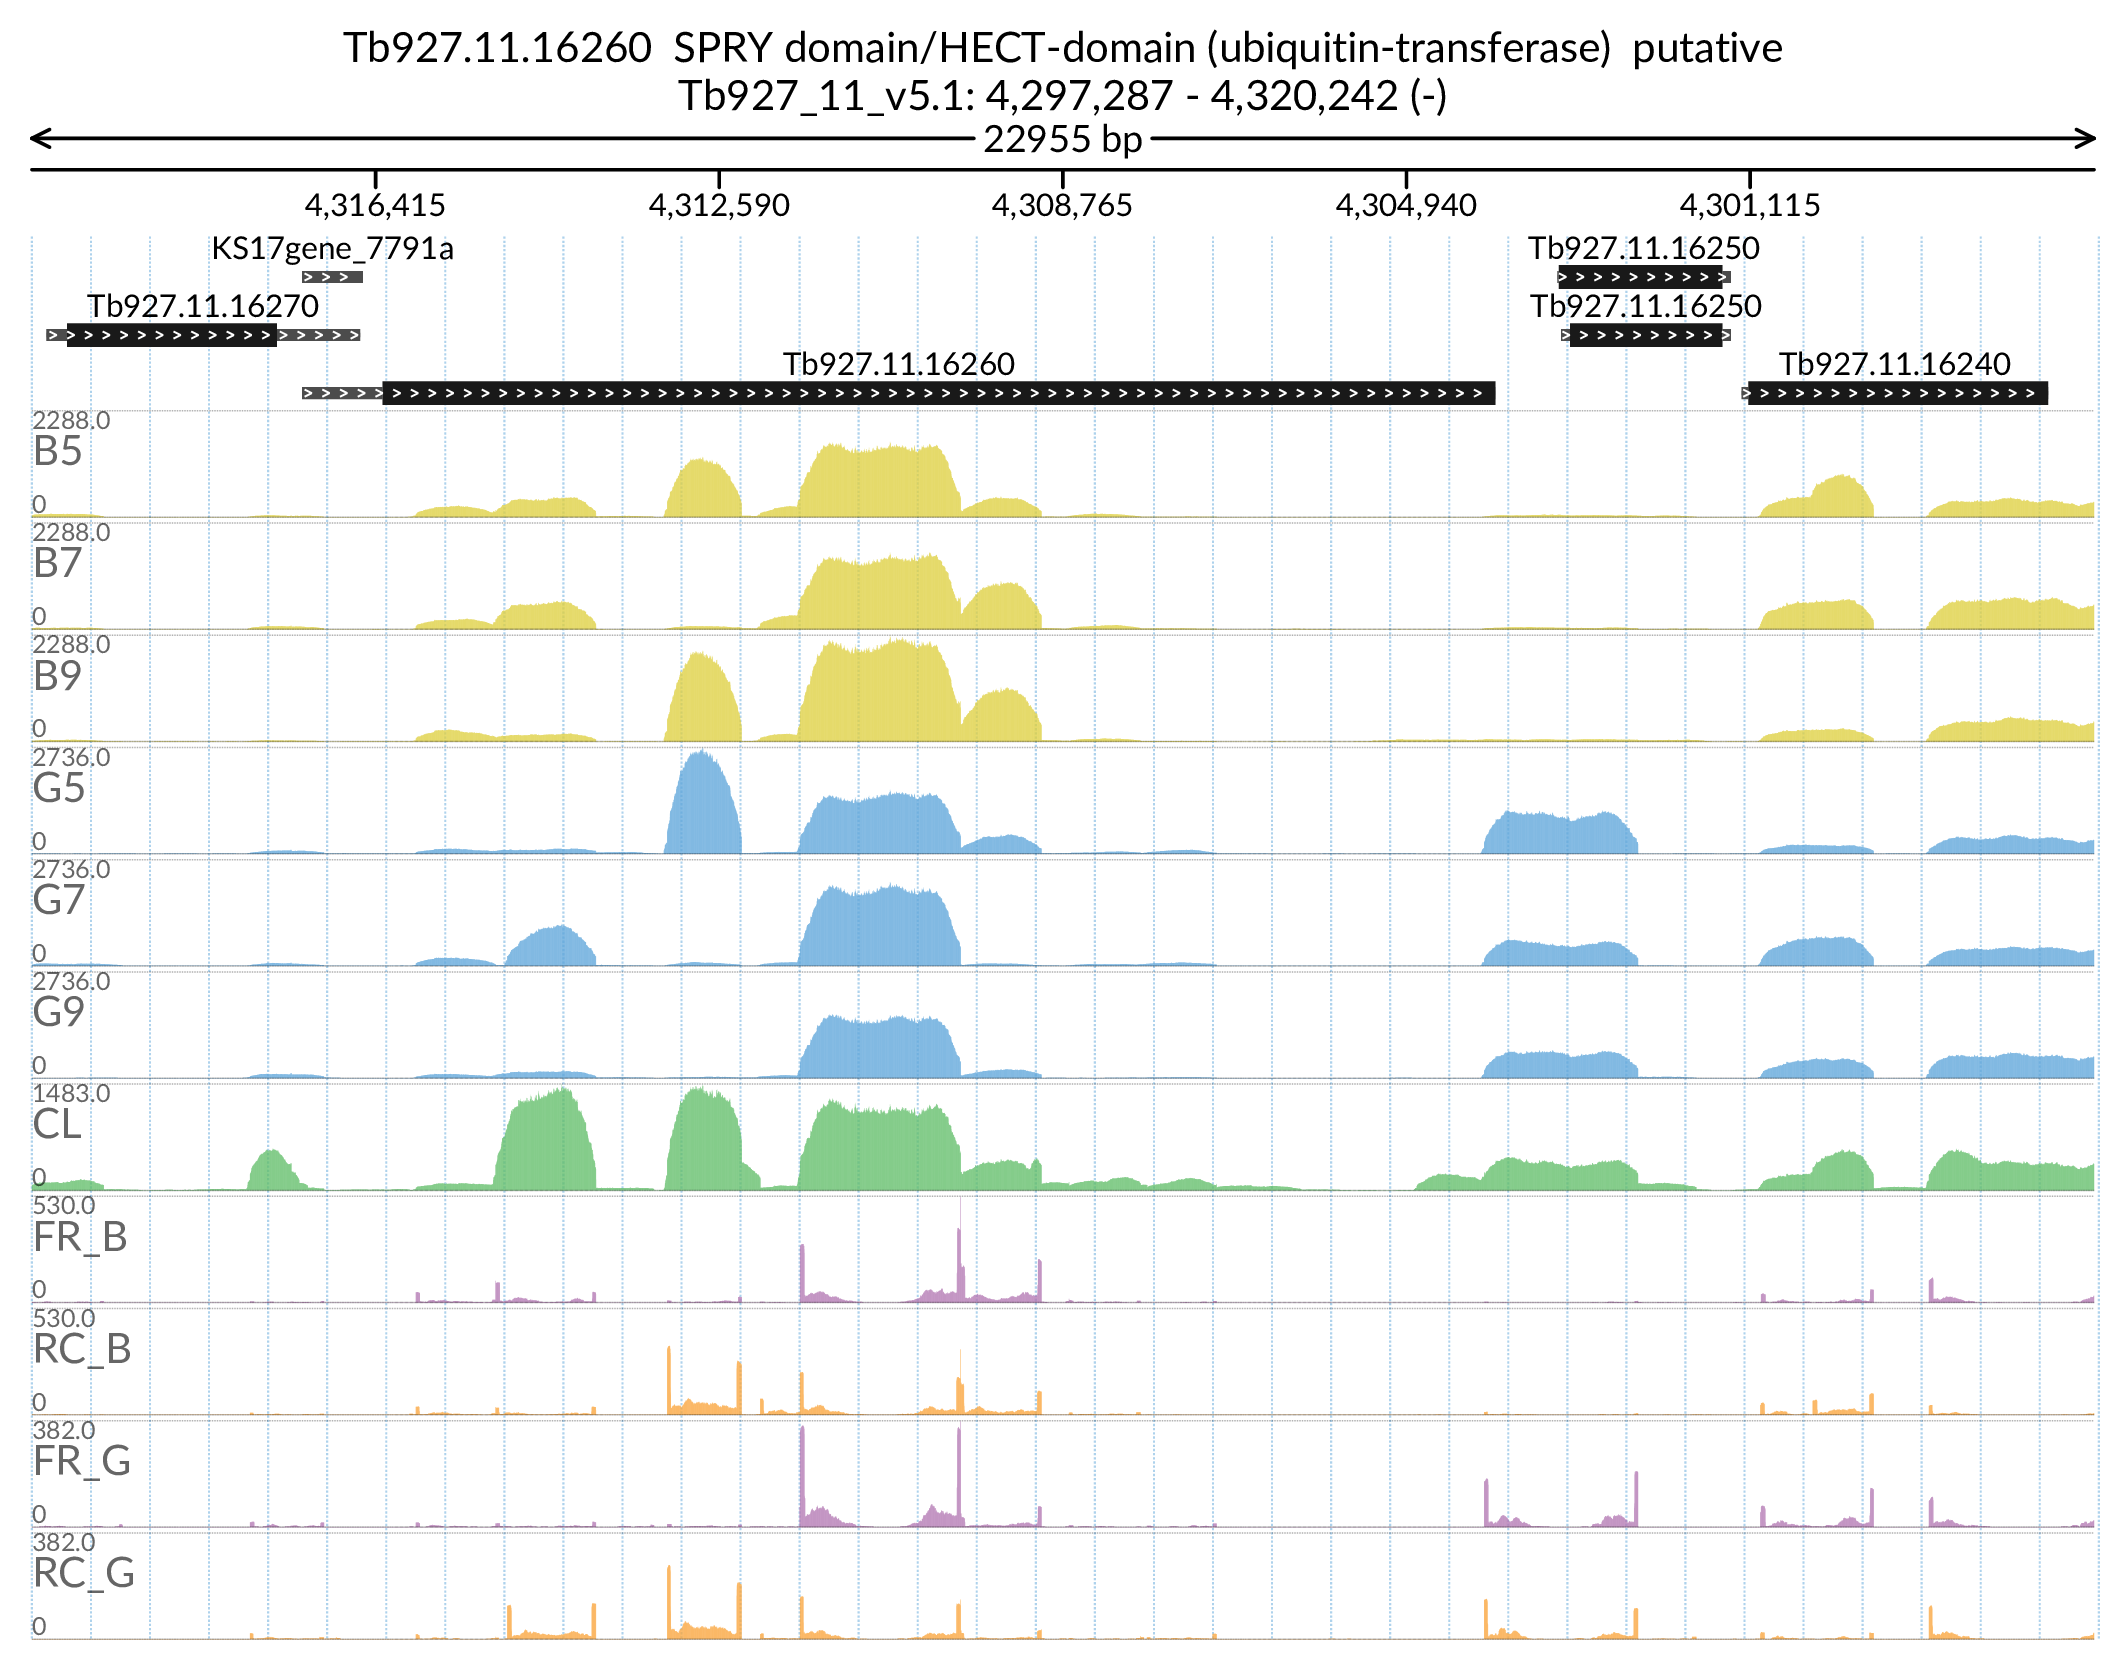 Tb927.11.16260 SPRY domain/HECT-domain (ubiquitin-transferase) putative
Tb927_11_v5.1: 4,297,287 - 4,320,242 (-)
22955 bp
4,316,415 4,312,590 4,308,765 4,304,940 4,301,115
KS17gene_7791a Tb927.11.16250
Tb927.11.16270 Tb927.11.16250
Tb927.11.16260 Tb927.11.16240
2288.0
B5
0
2288.0
B7
0
2288.0
B9
0
2736.0
G5
0
2736.0
G7
0
2736.0
G9
0
1483.0
CL
0
530.0
FR_B
0
530.0
RC_B
0
382.0
FR_G
0
382.0
RC_G
0